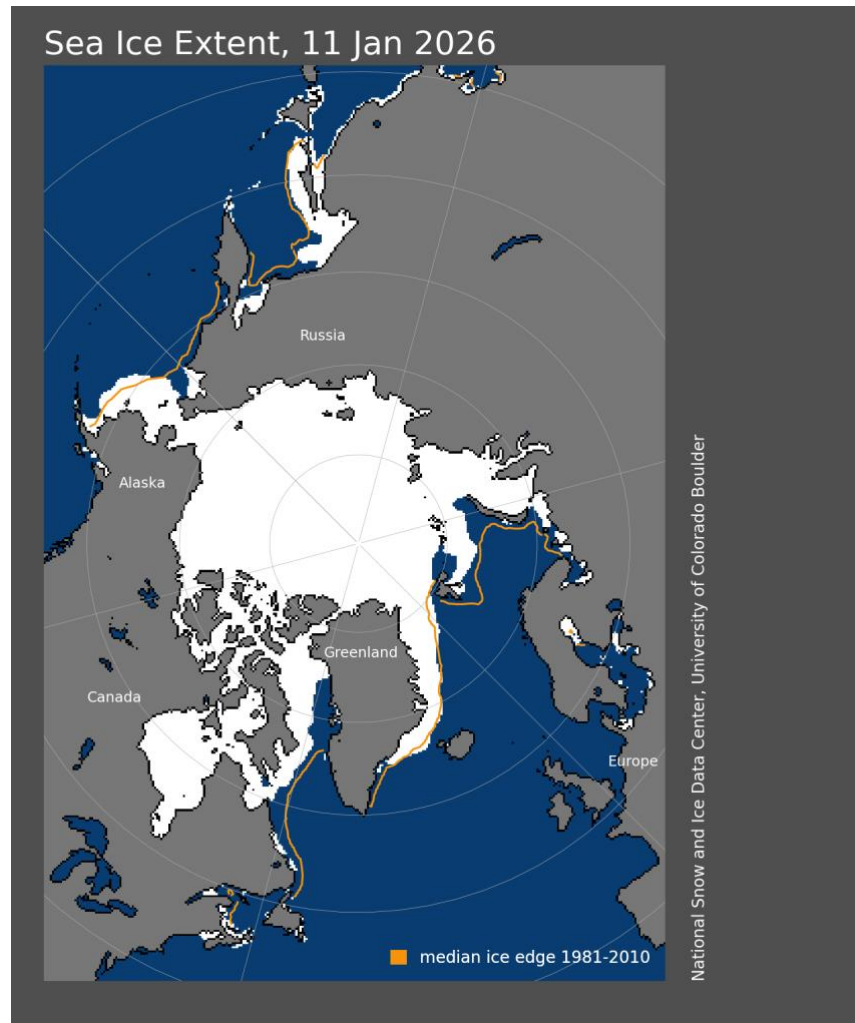 Sea Ice Extent, 11 Jan 2026
Russia
Alaska
Greenland
Canada
Europe
median ice edge 1981-2010
National Snow and Ice Data Center, University of Colorado Boulder